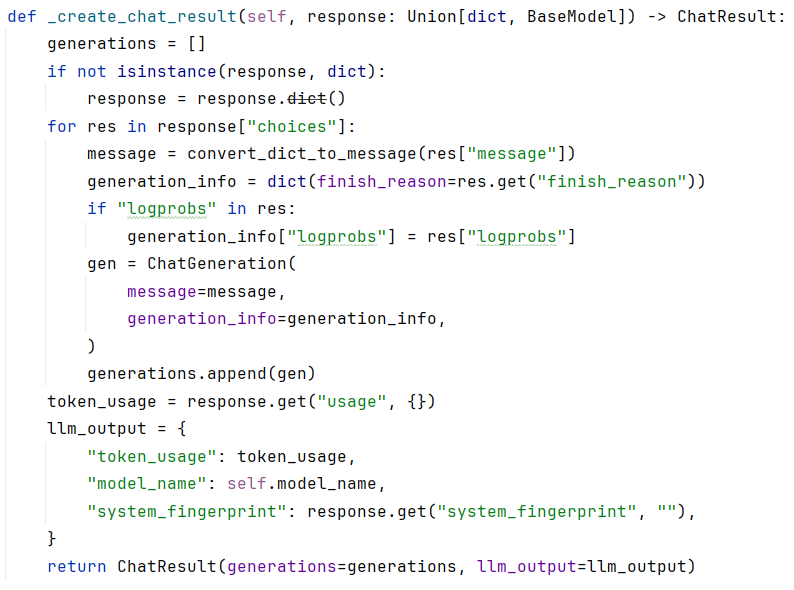 def _create_chat_result(self, response: Union[dict, BaseModel]) -> ChatResult:
    generations = []
    if not isinstance(response, dict):
        response = response.dict()
    for res in response["choices"]:
        message = convert_dict_to_message(res["message"])
        generation_info = dict(finish_reason=res.get("finish_reason"))
        if "logprobs" in res:
            generation_info["logprobs"] = res["logprobs"]
        gen = ChatGeneration(
            message=message,
            generation_info=generation_info,
        )
        generations.append(gen)
    token_usage = response.get("usage", {})
    llm_output = {
        "token_usage": token_usage,
        "model_name": self.model_name,
        "system_fingerprint": response.get("system_fingerprint", ""),
    }
    return ChatResult(generations=generations, llm_output=llm_output)